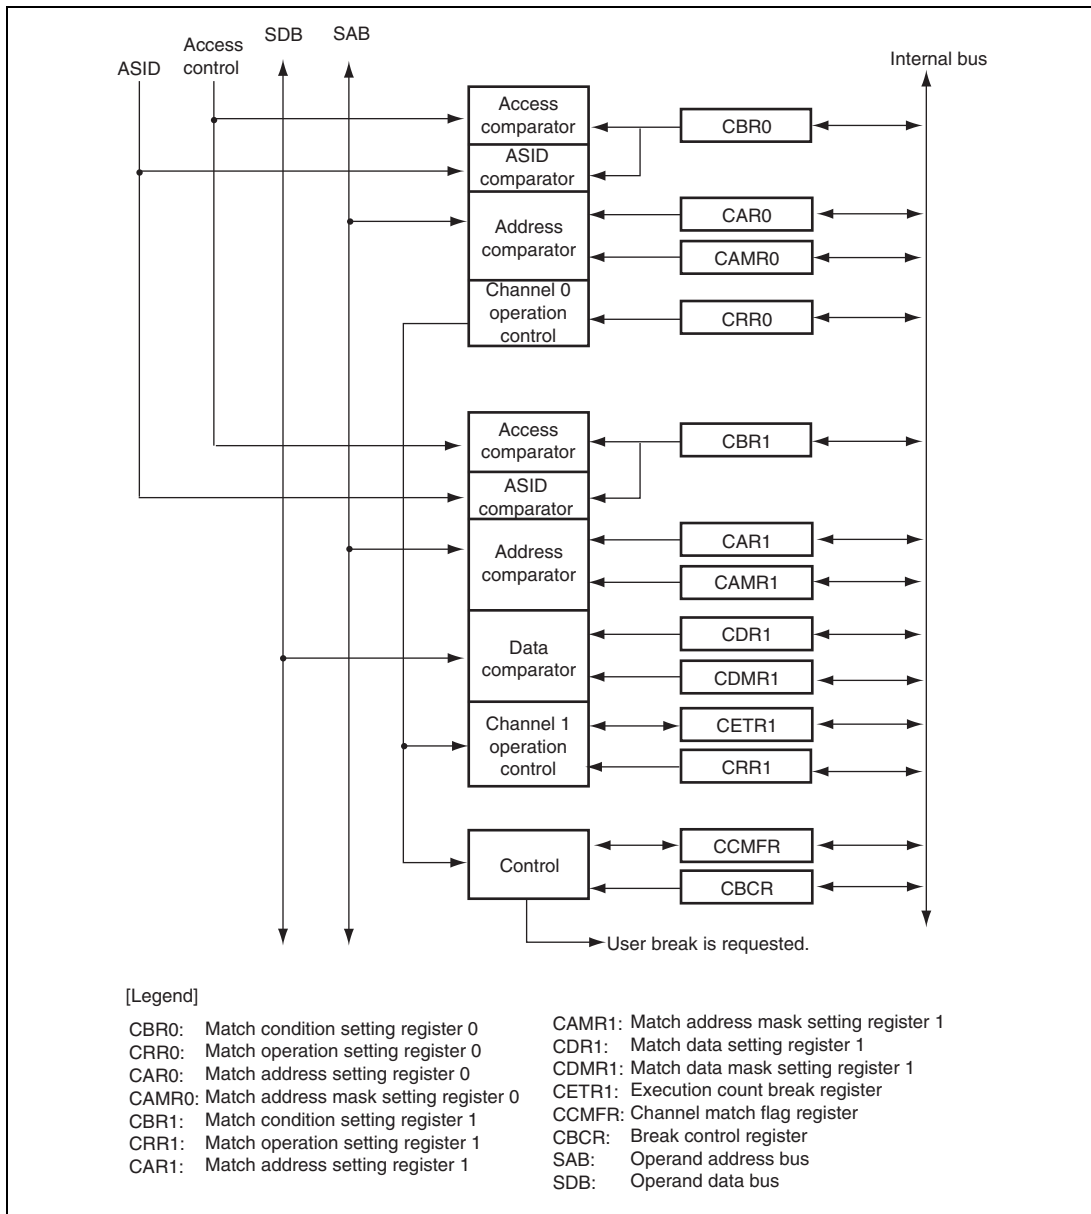 ASID
Access
control
SDB
SAB
Internal bus
Access
comparator
ASID
comparator
Address
comparator
Channel 0
operation
control
CBR0
CAR0
CAMR0
CRR0
Access
comparator
ASID
comparator
Address
comparator
Data
comparator
Channel 1
operation
control
CBR1
CAR1
CAMR1
CDR1
CDMR1
CETR1
CRR1
Control
CCMFR
CBCR
User break is requested.
[Legend]
CBR0: Match condition setting register 0
CRR0: Match operation setting register 0
CAR0: Match address setting register 0
CAMR0: Match address mask setting register 0
CBR1: Match condition setting register 1
CRR1: Match operation setting register 1
CAR1: Match address setting register 1
CAMR1: Match address mask setting register 1
CDR1: Match data setting register 1
CDMR1: Match data mask setting register 1
CETR1: Execution count break register
CCMFR: Channel match flag register
CBCR: Break control register
SAB: Operand address bus
SDB: Operand data bus